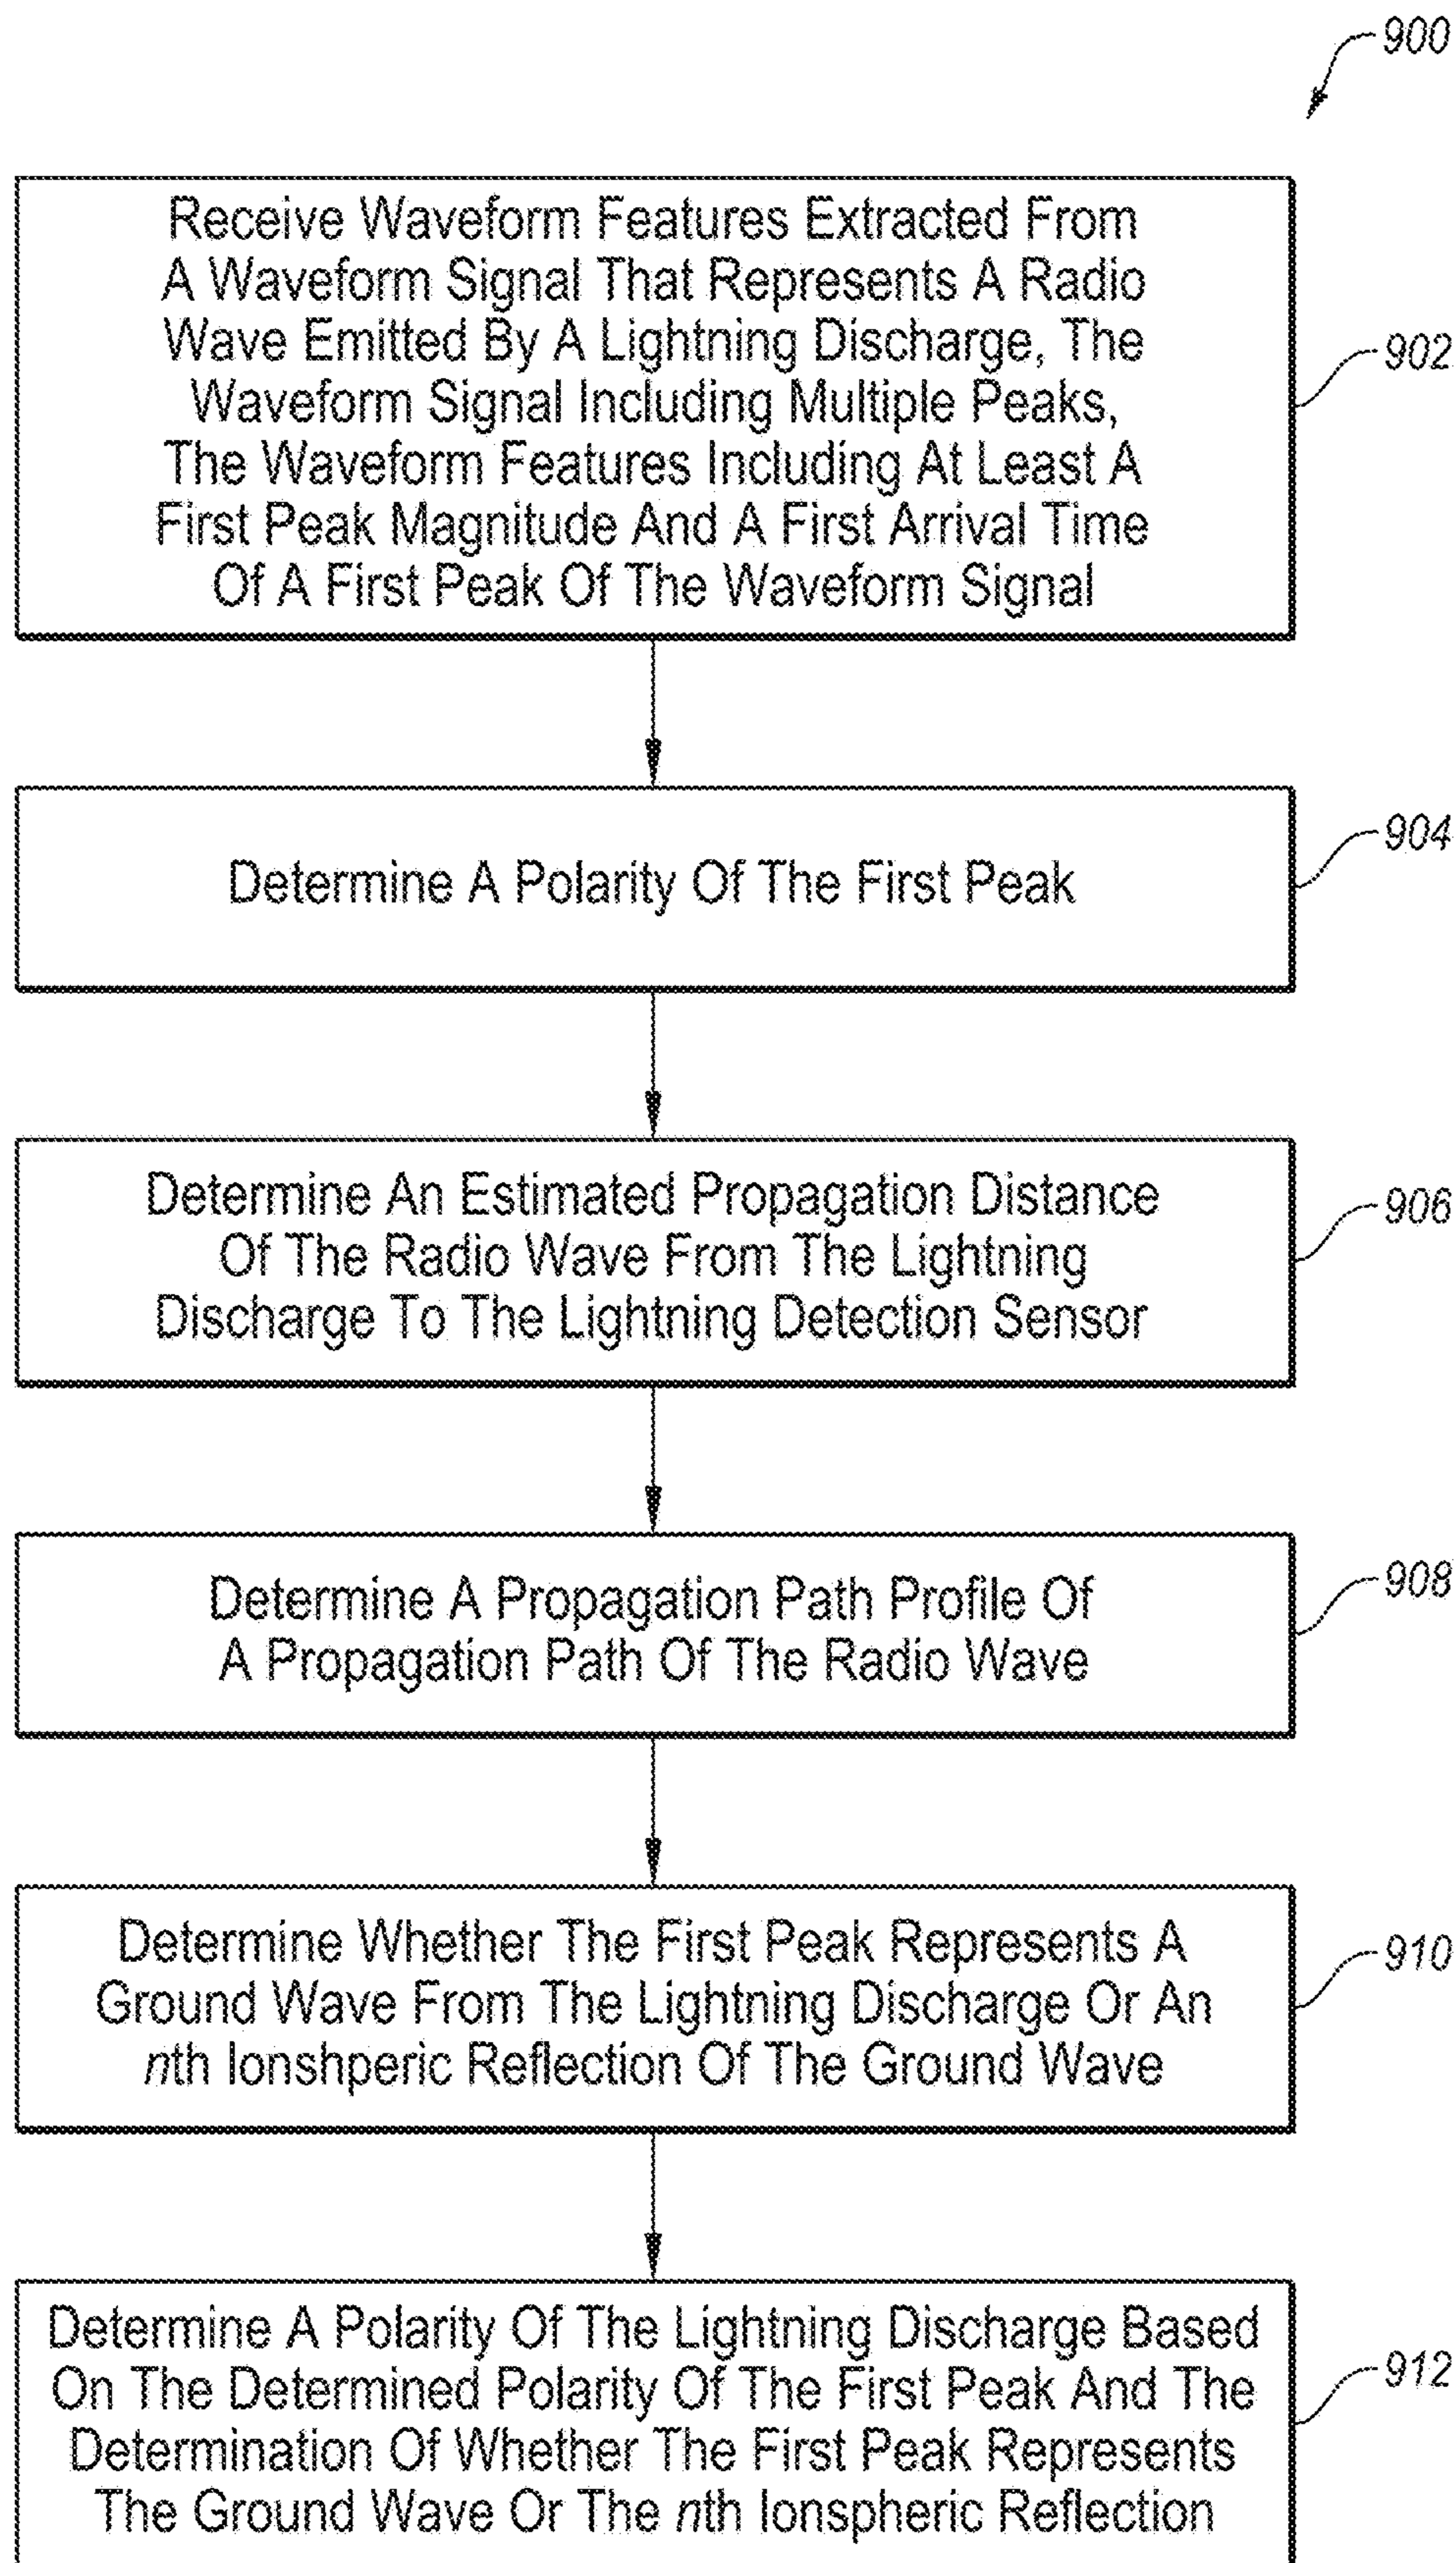 900
Receive Waveform Features Extracted From
A Waveform Signal That Represents A Radio
Wave Emitted By A Lightning Discharge, The
Waveform Signal Including Multiple Peaks,
The Waveform Features Including At Least A
First Peak Magnitude And A First Arrival Time
Of A First Peak Of The Waveform Signal
902
Determine A Polarity Of The First Peak
904
Determine An Estimated Propagation Distance
Of The Radio Wave From The Lightning
Discharge To The Lightning Detection Sensor
906
Determine A Propagation Path Profile Of
A Propagation Path Of The Radio Wave
908
Determine Whether The First Peak Represents A
Ground Wave From The Lightning Discharge Or An
nth Ionshperic Reflection Of The Ground Wave
910
Determine A Polarity Of The Lightning Discharge Based
On The Determined Polarity Of The First Peak And The
Determination Of Whether The First Peak Represents
The Ground Wave Or The nth Ionspheric Reflection
912